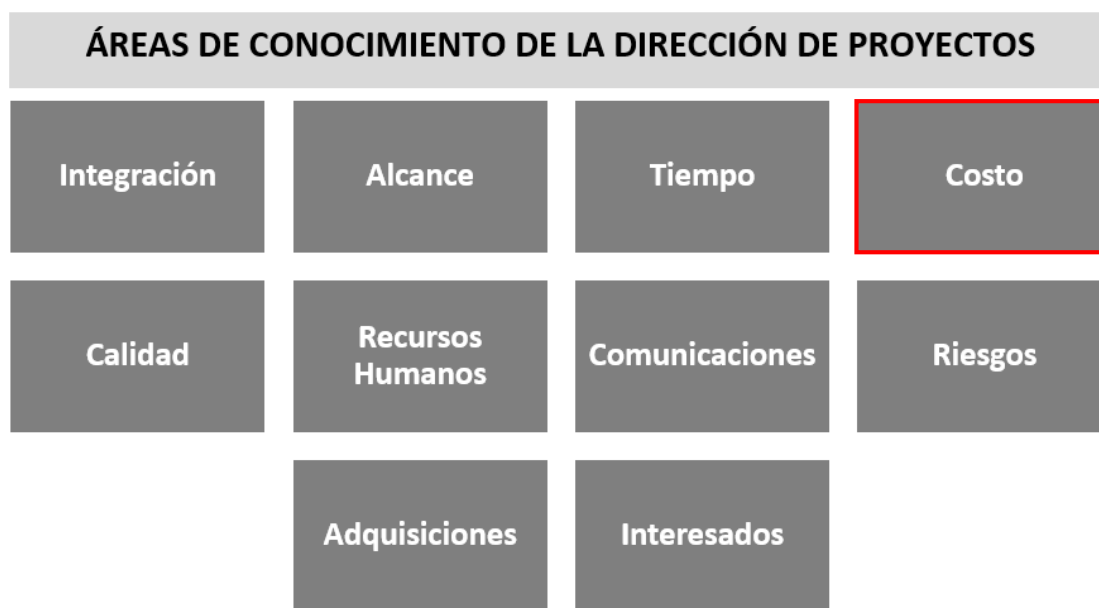 ÁREAS DE CONOCIMIENTO DE LA DIRECCIÓN DE PROYECTOS
Integración
Alcance
Tiempo
Costo
Calidad
Recursos
Humanos
Comunicaciones
Riesgos
Adquisiciones
Interesados